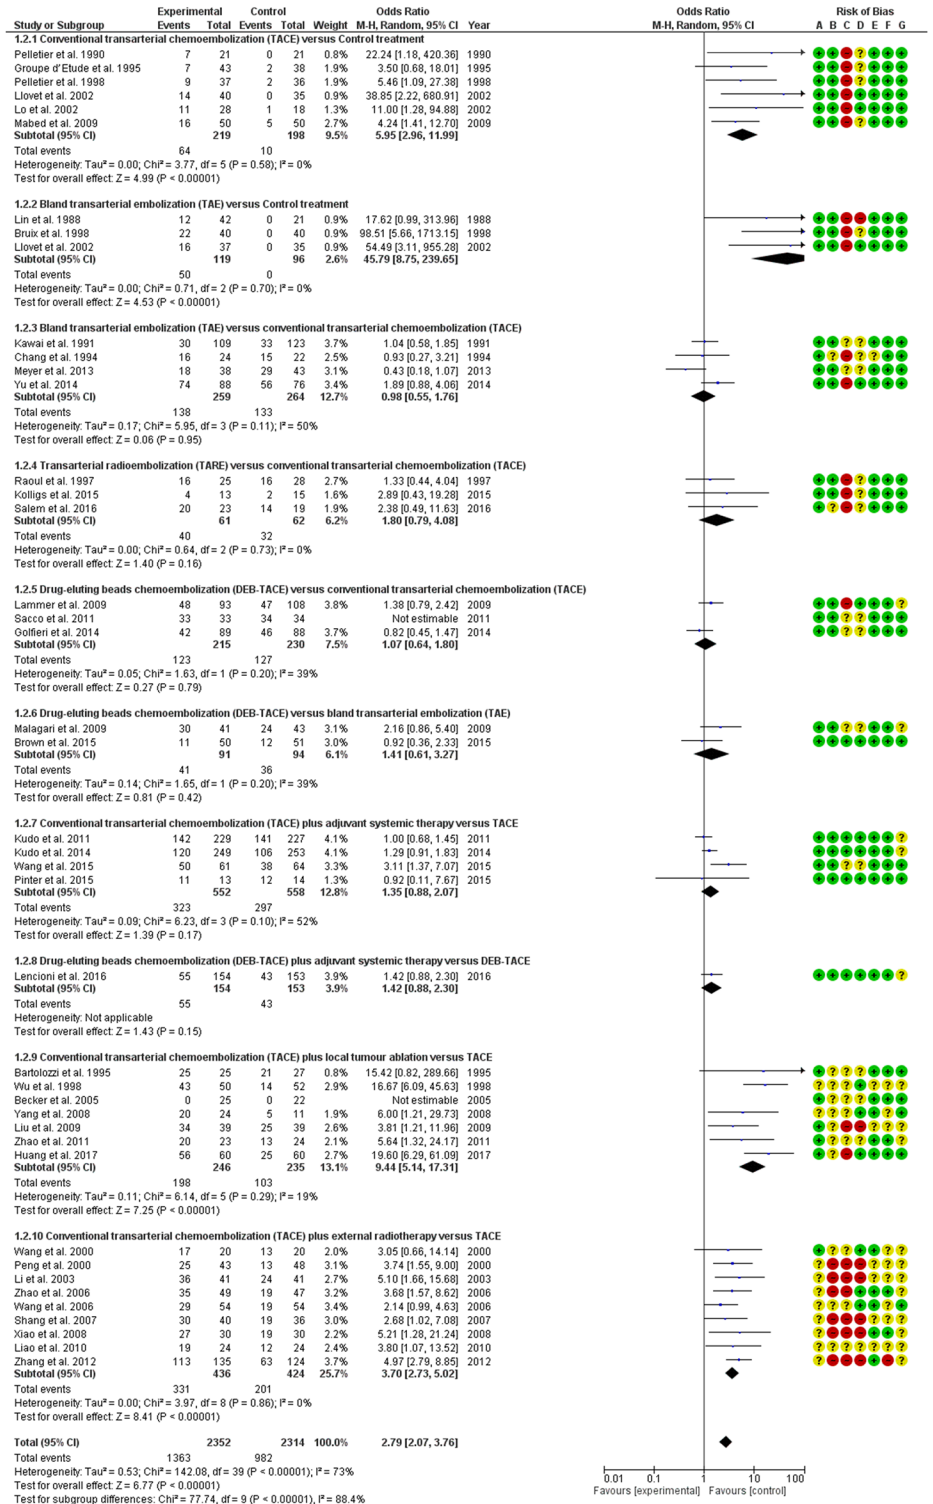 Experimental Control Odds Ratio Odds Ratio Risk of Bias
Study or Subgroup Events Total Events Total Weight M-H, Random, 95% CI Year M-H, Random, 95% CI A B C D E F G
1.2.1 Conventional transarterial chemoembolization (TACE) versus Control treatment
Pelletier et al. 1990 7 21 0 21 0.8% 22.24 [1.18, 420.36] 1990 + + - ? + + +
Groupe d'Etude et al. 1995 7 43 2 38 1.9% 3.50 [0.68, 18.01] 1995 + + - ? + + +
Pelletier et al. 1998 9 37 2 36 1.9% 5.46 [1.09, 27.38] 1998 + + - ? + + +
Llovet et al. 2002 14 40 0 35 0.9% 38.85 [2.22, 680.91] 2002 + + - + + + +
Lo et al. 2002 11 28 1 18 1.3% 11.00 [1.28, 94.88] 2002 + + - + + + +
Mabed et al. 2009 16 50 5 50 2.7% 4.24 [1.41, 12.70] 2009 + + - ? + + +
Subtotal (95% CI) 219 198 9.5% 5.95 [2.96, 11.99]
Total events 64 10
Heterogeneity: Tau² = 0.00; Chi² = 3.77, df = 5 (P = 0.58); I² = 0%
Test for overall effect: Z = 4.99 (P < 0.00001)
1.2.2 Bland transarterial embolization (TAE) versus Control treatment
Lin et al. 1988 12 42 0 21 0.9% 17.62 [0.99, 313.96] 1988 + + - - + + +
Bruix et al. 1998 22 40 0 40 0.9% 98.51 [5.66, 1713.15] 1998 + + - ? + + +
Llovet et al. 2002 16 37 0 35 0.9% 54.49 [3.11, 955.28] 2002 + + - + + + +
Subtotal (95% CI) 119 96 2.6% 45.79 [8.75, 239.65]
Total events 50 0
Heterogeneity: Tau² = 0.00; Chi² = 0.71, df = 2 (P = 0.70); I² = 0%
Test for overall effect: Z = 4.53 (P < 0.00001)
1.2.3 Bland transarterial embolization (TAE) versus conventional transarterial chemoembolization (TACE)
Kawai et al. 1991 30 109 33 123 3.7% 1.04 [0.58, 1.85] 1991 + + ? ? + + +
Chang et al. 1994 16 24 15 22 2.5% 0.93 [0.27, 3.21] 1994 + ? - ? ? + +
Meyer et al. 2013 18 38 29 43 3.1% 0.43 [0.18, 1.07] 2013 + + ? ? + + +
Yu et al. 2014 74 88 56 76 3.4% 1.89 [0.88, 4.06] 2014 + + - + + + +
Subtotal (95% CI) 259 264 12.7% 0.98 [0.55, 1.76]
Total events 138 133
Heterogeneity: Tau² = 0.17; Chi² = 5.95, df = 3 (P = 0.11); I² = 50%
Test for overall effect: Z = 0.06 (P = 0.95)
1.2.4 Transarterial radioembolization (TARE) versus conventional transarterial chemoembolization (TACE)
Raoul et al. 1997 16 25 16 28 2.7% 1.33 [0.44, 4.04] 1997 + + - ? + + +
Kolligs et al. 2015 4 13 2 15 1.6% 2.89 [0.43, 19.28] 2015 + + - ? + + +
Salem et al. 2016 20 23 14 19 1.9% 2.38 [0.49, 11.63] 2016 + ? - ? + + +
Subtotal (95% CI) 61 62 6.2% 1.80 [0.79, 4.08]
Total events 40 32
Heterogeneity: Tau² = 0.00; Chi² = 0.64, df = 2 (P = 0.73); I² = 0%
Test for overall effect: Z = 1.40 (P = 0.16)
1.2.5 Drug-eluting beads chemoembolization (DEB-TACE) versus conventional transarterial chemoembolization (TACE)
Lammer et al. 2009 48 93 47 108 3.8% 1.38 [0.79, 2.42] 2009 + + - + + + ?
Sacco et al. 2011 33 33 34 34 Not estimable 2011 + + ? ? + + +
Golfieri et al. 2014 42 89 46 88 3.7% 0.82 [0.45, 1.47] 2014 + + ? ? + + +
Subtotal (95% CI) 215 230 7.5% 1.07 [0.64, 1.80]
Total events 123 127
Heterogeneity: Tau² = 0.05; Chi² = 1.63, df = 1 (P = 0.20); I² = 39%
Test for overall effect: Z = 0.27 (P = 0.79)
1.2.6 Drug-eluting beads chemoembolization (DEB-TACE) versus bland transarterial embolization (TAE)
Malagari et al. 2009 30 41 24 43 3.1% 2.16 [0.86, 5.40] 2009 + + ? ? + + ?
Brown et al. 2015 11 50 12 51 3.0% 0.92 [0.36, 2.33] 2015 + + + + + + +
Subtotal (95% CI) 91 94 6.1% 1.41 [0.61, 3.27]
Total events 41 36
Heterogeneity: Tau² = 0.14; Chi² = 1.65, df = 1 (P = 0.20); I² = 39%
Test for overall effect: Z = 0.81 (P = 0.42)
1.2.7 Conventional transarterial chemoembolization (TACE) plus adjuvant systemic therapy versus TACE
Kudo et al. 2011 142 229 141 227 4.1% 1.00 [0.68, 1.45] 2011 + + + + + + ?
Kudo et al. 2014 120 249 106 253 4.1% 1.29 [0.91, 1.83] 2014 + + + + + + ?
Wang et al. 2015 50 61 38 64 3.2% 3.11 [1.37, 7.07] 2015 + + ? ? + + +
Pinter et al. 2015 11 13 12 14 1.3% 0.92 [0.11, 7.67] 2015 + + + + + + +
Subtotal (95% CI) 552 558 12.8% 1.35 [0.88, 2.07]
Total events 323 297
Heterogeneity: Tau² = 0.09; Chi² = 6.23, df = 3 (P = 0.10); I² = 52%
Test for overall effect: Z = 1.39 (P = 0.17)
1.2.8 Drug-eluting beads chemoembolization (DEB-TACE) plus adjuvant systemic therapy versus DEB-TACE
Lencioni et al. 2016 55 154 43 153 3.9% 1.42 [0.88, 2.30] 2016 + + + + + + ?
Subtotal (95% CI) 154 153 3.9% 1.42 [0.88, 2.30]
Total events 55 43
Heterogeneity: Not applicable
Test for overall effect: Z = 1.43 (P = 0.15)
1.2.9 Conventional transarterial chemoembolization (TACE) plus local tumour ablation versus TACE
Bartolozzi et al. 1995 25 25 21 27 0.8% 15.42 [0.82, 289.66] 1995 + ? ? ? + + +
Wu et al. 1998 43 50 14 52 2.9% 16.67 [6.09, 45.63] 1998
Becker et al. 2005 0 25 0 22 Not estimable 2005
Yang et al. 2008 20 24 5 11 1.9% 6.00 [1.21, 29.73] 2008
Liu et al. 2009 34 39 25 39 2.6% 3.81 [1.21, 11.96] 2009
Zhao et al. 2011 20 23 13 24 2.1% 5.64 [1.32, 24.17] 2011
Huang et al. 2017 56 60 25 60 2.7% 19.60 [6.29, 61.09] 2017
Subtotal (95% CI) 246 235 13.1% 9.44 [5.14, 17.31]
Total events 198 103
Heterogeneity: Tau² = 0.11; Chi² = 6.14, df = 5 (P = 0.29); I² = 19%
Test for overall effect: Z = 7.25 (P < 0.00001)
1.2.10 Conventional transarterial chemoembolization (TACE) plus external radiotherapy versus TACE
Wang et al. 2000 17 20 13 20 2.0% 3.05 [0.66, 14.14] 2000
Peng et al. 2000 25 43 13 48 3.1% 3.74 [1.55, 9.00] 2000
Li et al. 2003 36 41 24 41 2.7% 5.10 [1.66, 15.68] 2003
Zhao et al. 2006 35 49 19 47 3.1% 3.68 [1.57, 8.62] 2006
Wang et al. 2006 29 54 19 54 3.4% 2.14 [0.99, 4.63] 2006
Shang et al. 2007 30 40 19 36 2.9% 2.68 [1.02, 7.08] 2007
Xiao et al. 2008 27 30 19 30 2.2% 5.21 [1.28, 21.24] 2008
Liao et al. 2010 19 24 12 24 2.4% 3.80 [1.07, 13.52] 2010
Zhang et al. 2012 113 135 63 124 3.7% 4.97 [2.79, 8.85] 2012
Subtotal (95% CI) 436 424 25.7% 3.70 [2.73, 5.02]
Total events 331 201
Heterogeneity: Tau² = 0.00; Chi² = 3.97, df = 8 (P = 0.86); I² = 0%
Test for overall effect: Z = 8.41 (P < 0.00001)
Total (95% CI) 2352 2314 100.0% 2.79 [2.07, 3.76]
Total events 1363 982
Heterogeneity: Tau² = 0.53; Chi² = 142.08, df = 39 (P < 0.00001); I² = 73%
Test for overall effect: Z = 6.77 (P < 0.00001)
Test for subgroup differences: Chi² = 77.74, df = 9 (P < 0.00001), I² = 88.4%
0.01 0.1 1 10 100
Favours [experimental] Favours [control]